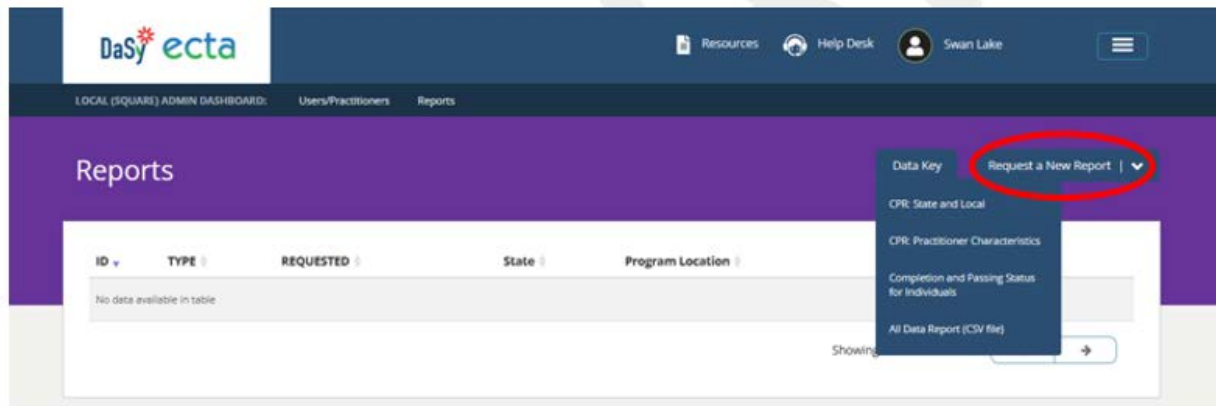 DaSy ecta
Resources Help Desk Swan Lake
LOCAL (SQUARE) ADMIN DASHBOARD: Users/Practitioners Reports
Reports
Data Key Request a New Report |
CPR: State and Local
CPR: Practitioner Characteristics
Completion and Passing Status
for Individuals
All Data Report (CSV file)
ID TYPE REQUESTED State Program Location
No data available in table
Showing